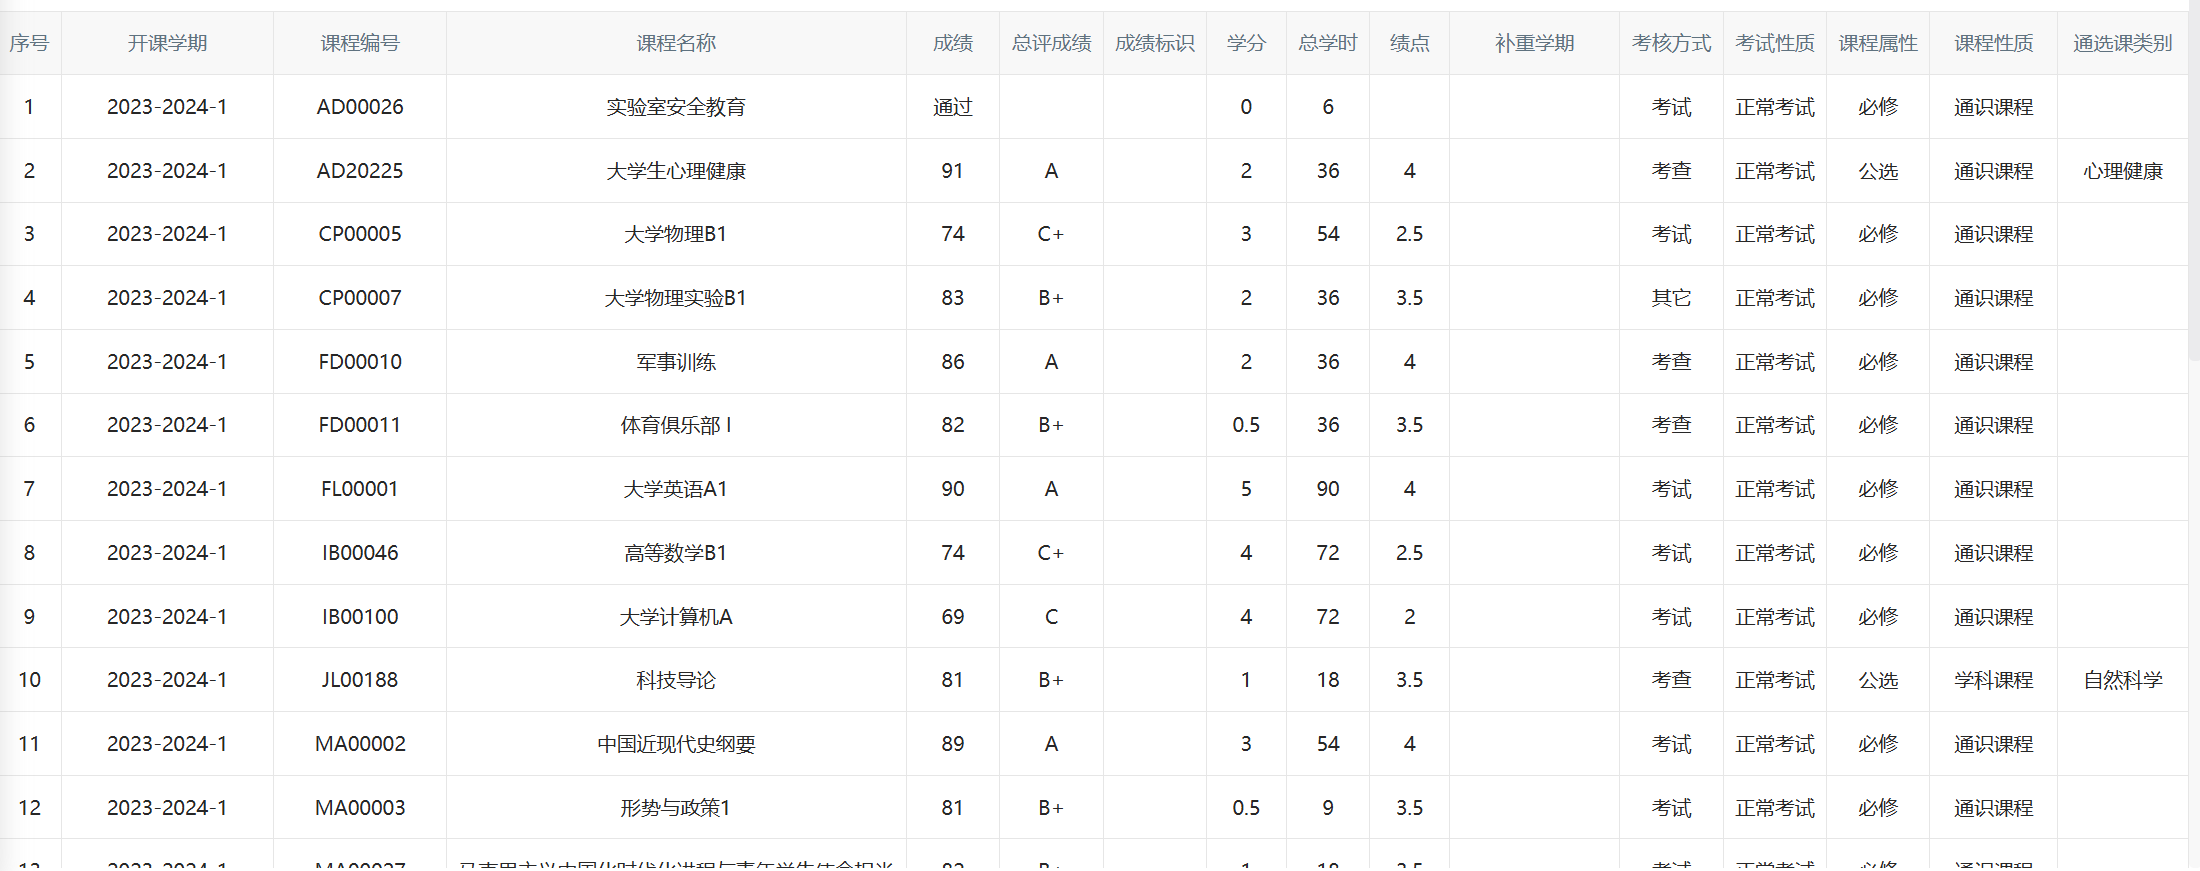 序号 开课学期 课程编号 课程名称 成绩 总评成绩 成绩标识 学分 总学时 绩点 补重学期 考核方式 考试性质 课程属性 课程性质 通选课类别
1 2023-2024-1 AD00026 实验室安全教育 通过 0 6 考试 正常考试 必修 通识课程
2 2023-2024-1 AD20225 大学生心理健康 91 A 2 36 4 考查 正常考试 公选 通识课程 心理健康
3 2023-2024-1 CP00005 大学物理B1 74 C+ 3 54 2.5 考试 正常考试 必修 通识课程
4 2023-2024-1 CP00007 大学物理实验B1 83 B+ 2 36 3.5 其它 正常考试 必修 通识课程
5 2023-2024-1 FD00010 军事训练 86 A 2 36 4 考查 正常考试 必修 通识课程
6 2023-2024-1 FD00011 体育俱乐部 I 82 B+ 0.5 36 3.5 考查 正常考试 必修 通识课程
7 2023-2024-1 FL00001 大学英语A1 90 A 5 90 4 考试 正常考试 必修 通识课程
8 2023-2024-1 IB00046 高等数学B1 74 C+ 4 72 2.5 考试 正常考试 必修 通识课程
9 2023-2024-1 IB00100 大学计算机A 69 C 4 72 2 考试 正常考试 必修 通识课程
10 2023-2024-1 JL00188 科技导论 81 B+ 1 18 3.5 考查 正常考试 公选 学科课程 自然科学
11 2023-2024-1 MA00002 中国近现代史纲要 89 A 3 54 4 考试 正常考试 必修 通识课程
12 2023-2024-1 MA00003 形势与政策1 81 B+ 0.5 9 3.5 考试 正常考试 必修 通识课程